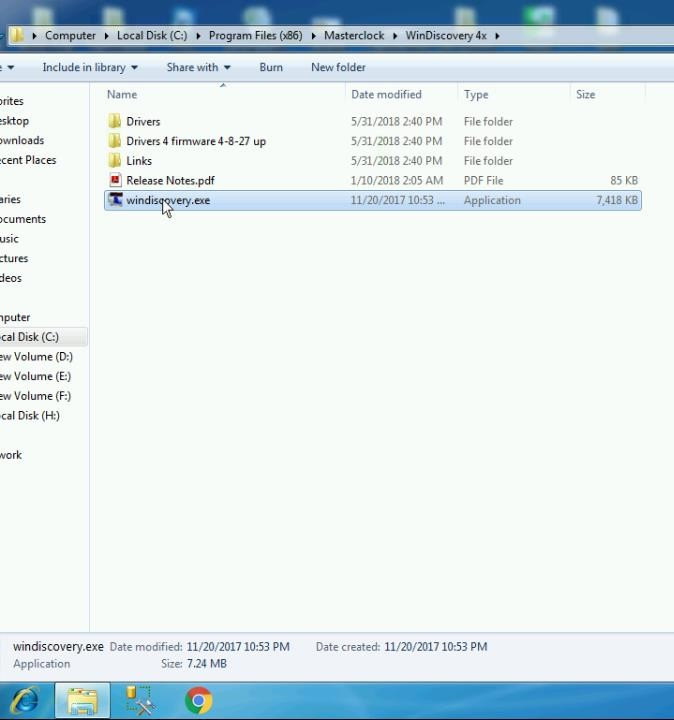 Computer Local Disk (C:) Program Files (x86) Masterclock WinDiscovery 4x
Include in library Share with Burn New folder
Name Date modified Type Size
Drivers 5/31/2018 2:40 PM File folder
Drivers 4 firmware 4-8-27 up 5/31/2018 2:40 PM File folder
Links 5/31/2018 2:40 PM File folder
Release Notes.pdf 1/10/2018 2:05 AM PDF File 85 KB
windiscovery.exe 11/20/2017 10:53 ... Application 7,418 KB
orites
esktop
ownloads
ecent Places
aries
ocuments
usic
ctures
deos
mputer
cal Disk (C:)
ew Volume (D:)
ew Volume (E:)
ew Volume (F:)
cal Disk (H:)
work
windiscovery.exe Date modified: 11/20/2017 10:53 PM Date created: 11/20/2017 10:53 PM
Application Size: 7.24 MB